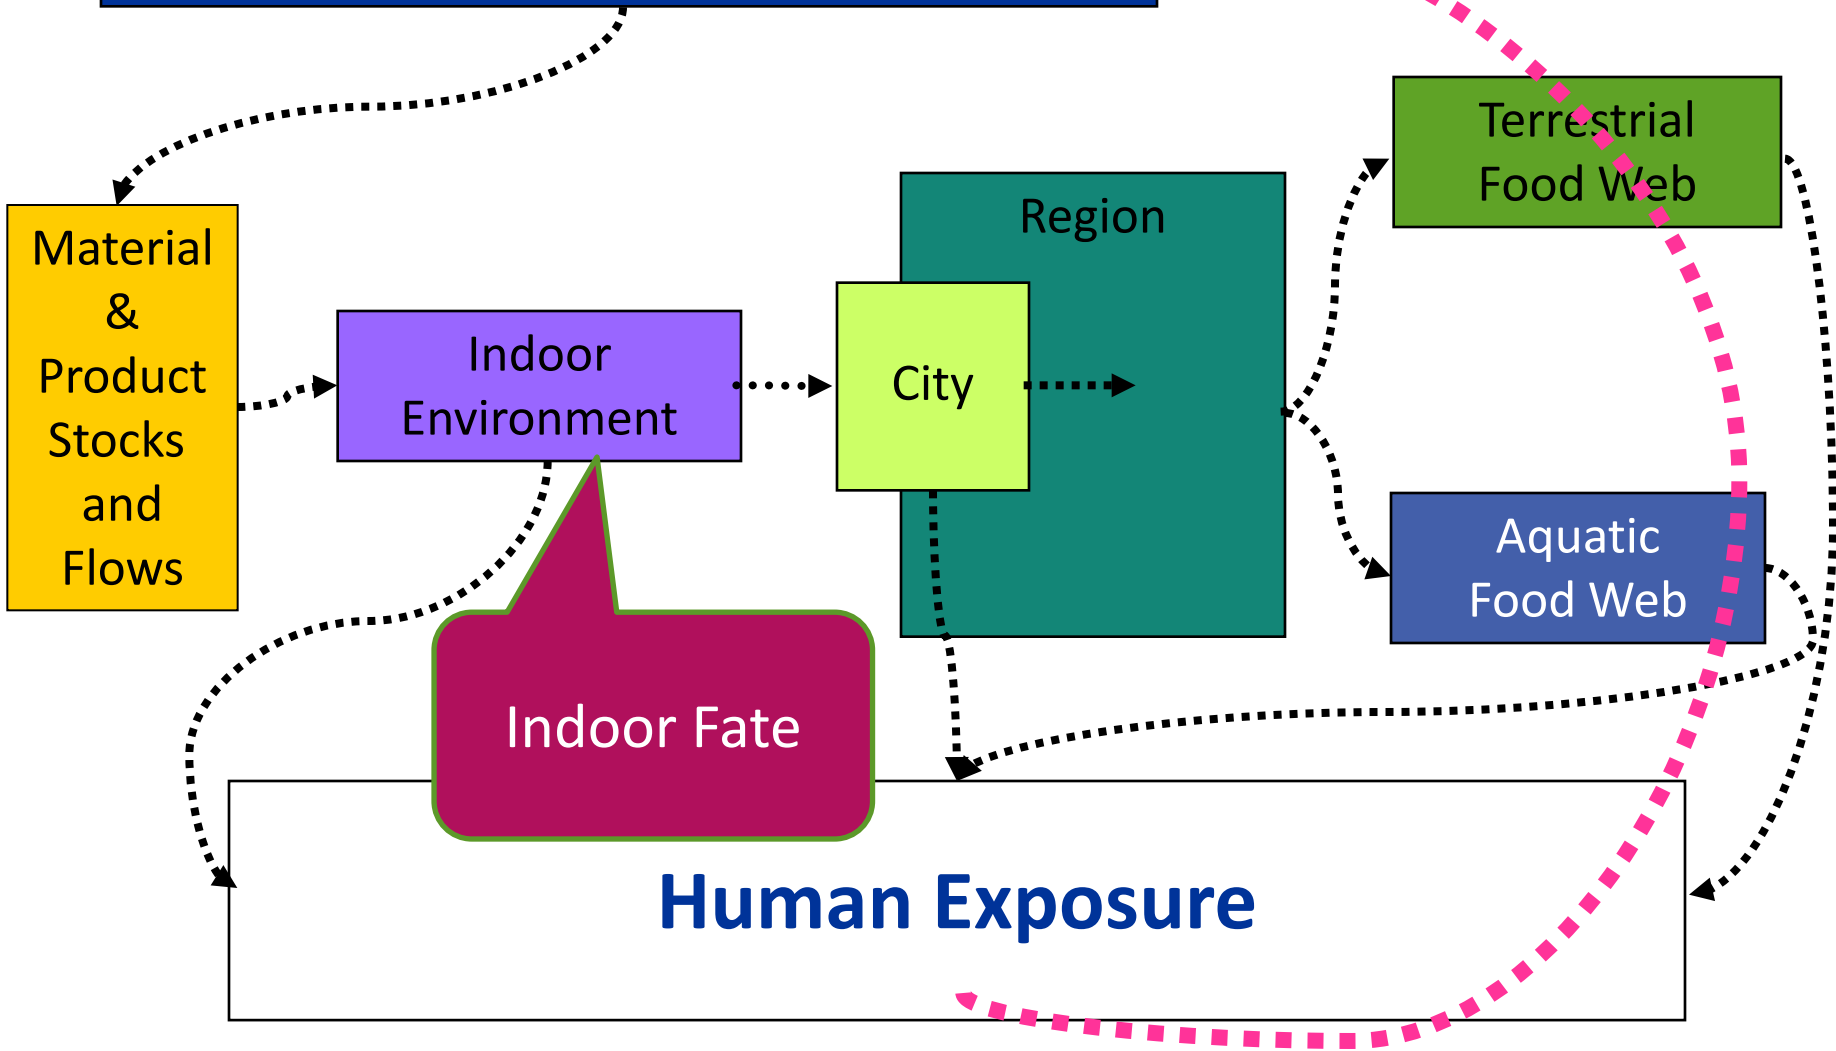 Terrestrial
Food Web
Region
Material
&
Product
Stocks
and
Flows
Indoor
Environment
City
Aquatic
Food Web
Indoor Fate
Human Exposure